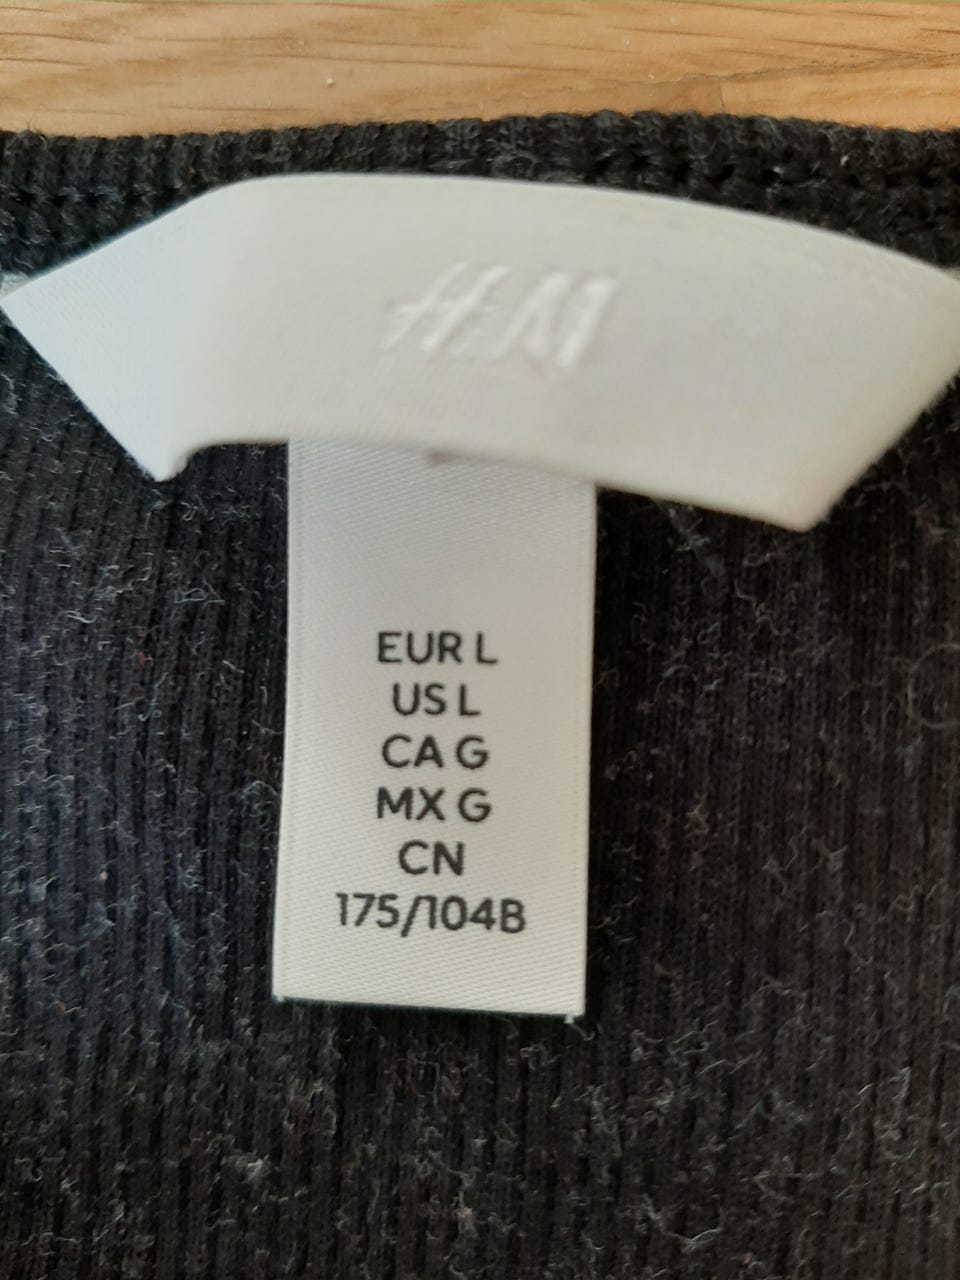 H&M
EUR L
US L
CA G
MX G
CN
175/104B